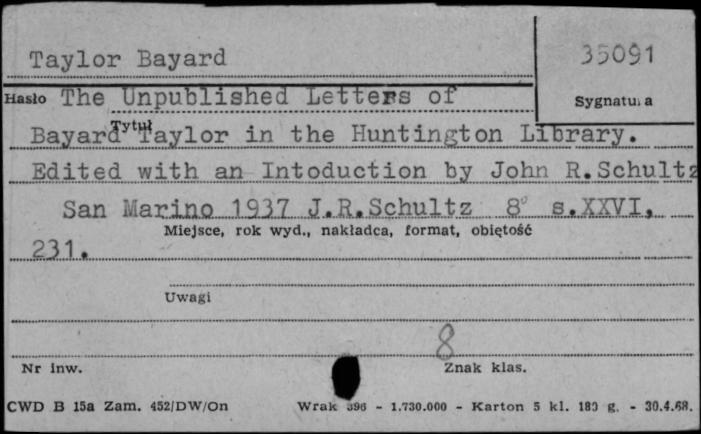 Taylor Bayard
35091
Hasło The Unpublished Letters of
Sygnatura
Tytuł
Bayard Taylor in the Huntington Library.
Edited with an Intoduction by John R.Schultz
San Marino 1937 J.R.Schultz 8° s.XXVI,
Miejsce, rok wyd., nakładca, format, objętość
231.
Uwagi
8
Nr inw.
Znak klas.
CWD B 15a Zam. 452/DW/On Wrak 396 - 1.730.000 - Karton 5 kl. 180 g. - 30.4.68.